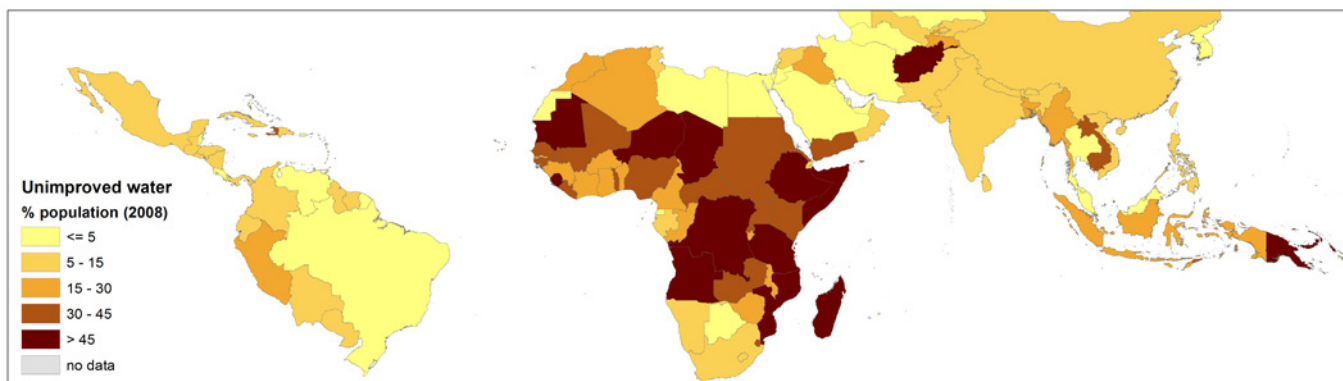 Unimproved water
% population (2008)
<= 5
5 - 15
15 - 30
30 - 45
> 45
no data